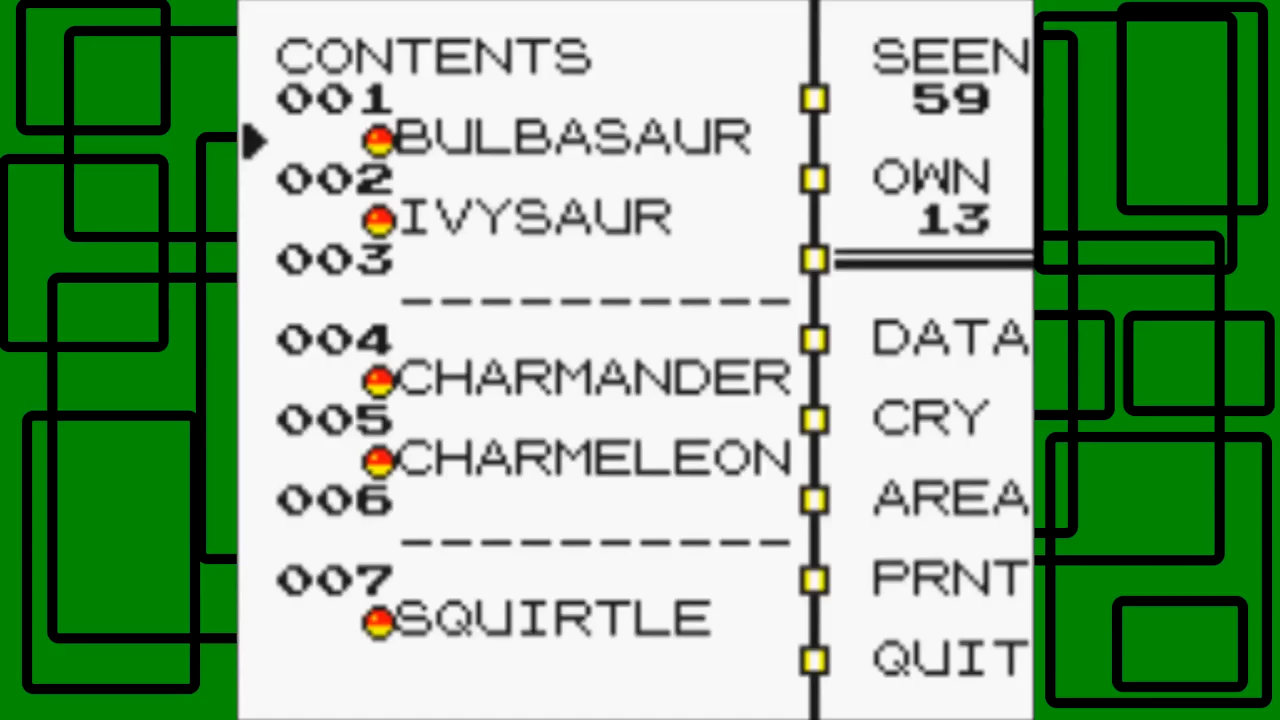 CONTENTS
001
BULBASAUR
002
IVYSAUR
003
----------
004
CHARMANDER
005
CHARMELEON
006
----------
007
SQUIRTLE
SEEN
59
OWN
13
DATA
CRY
AREA
PRNT
QUIT